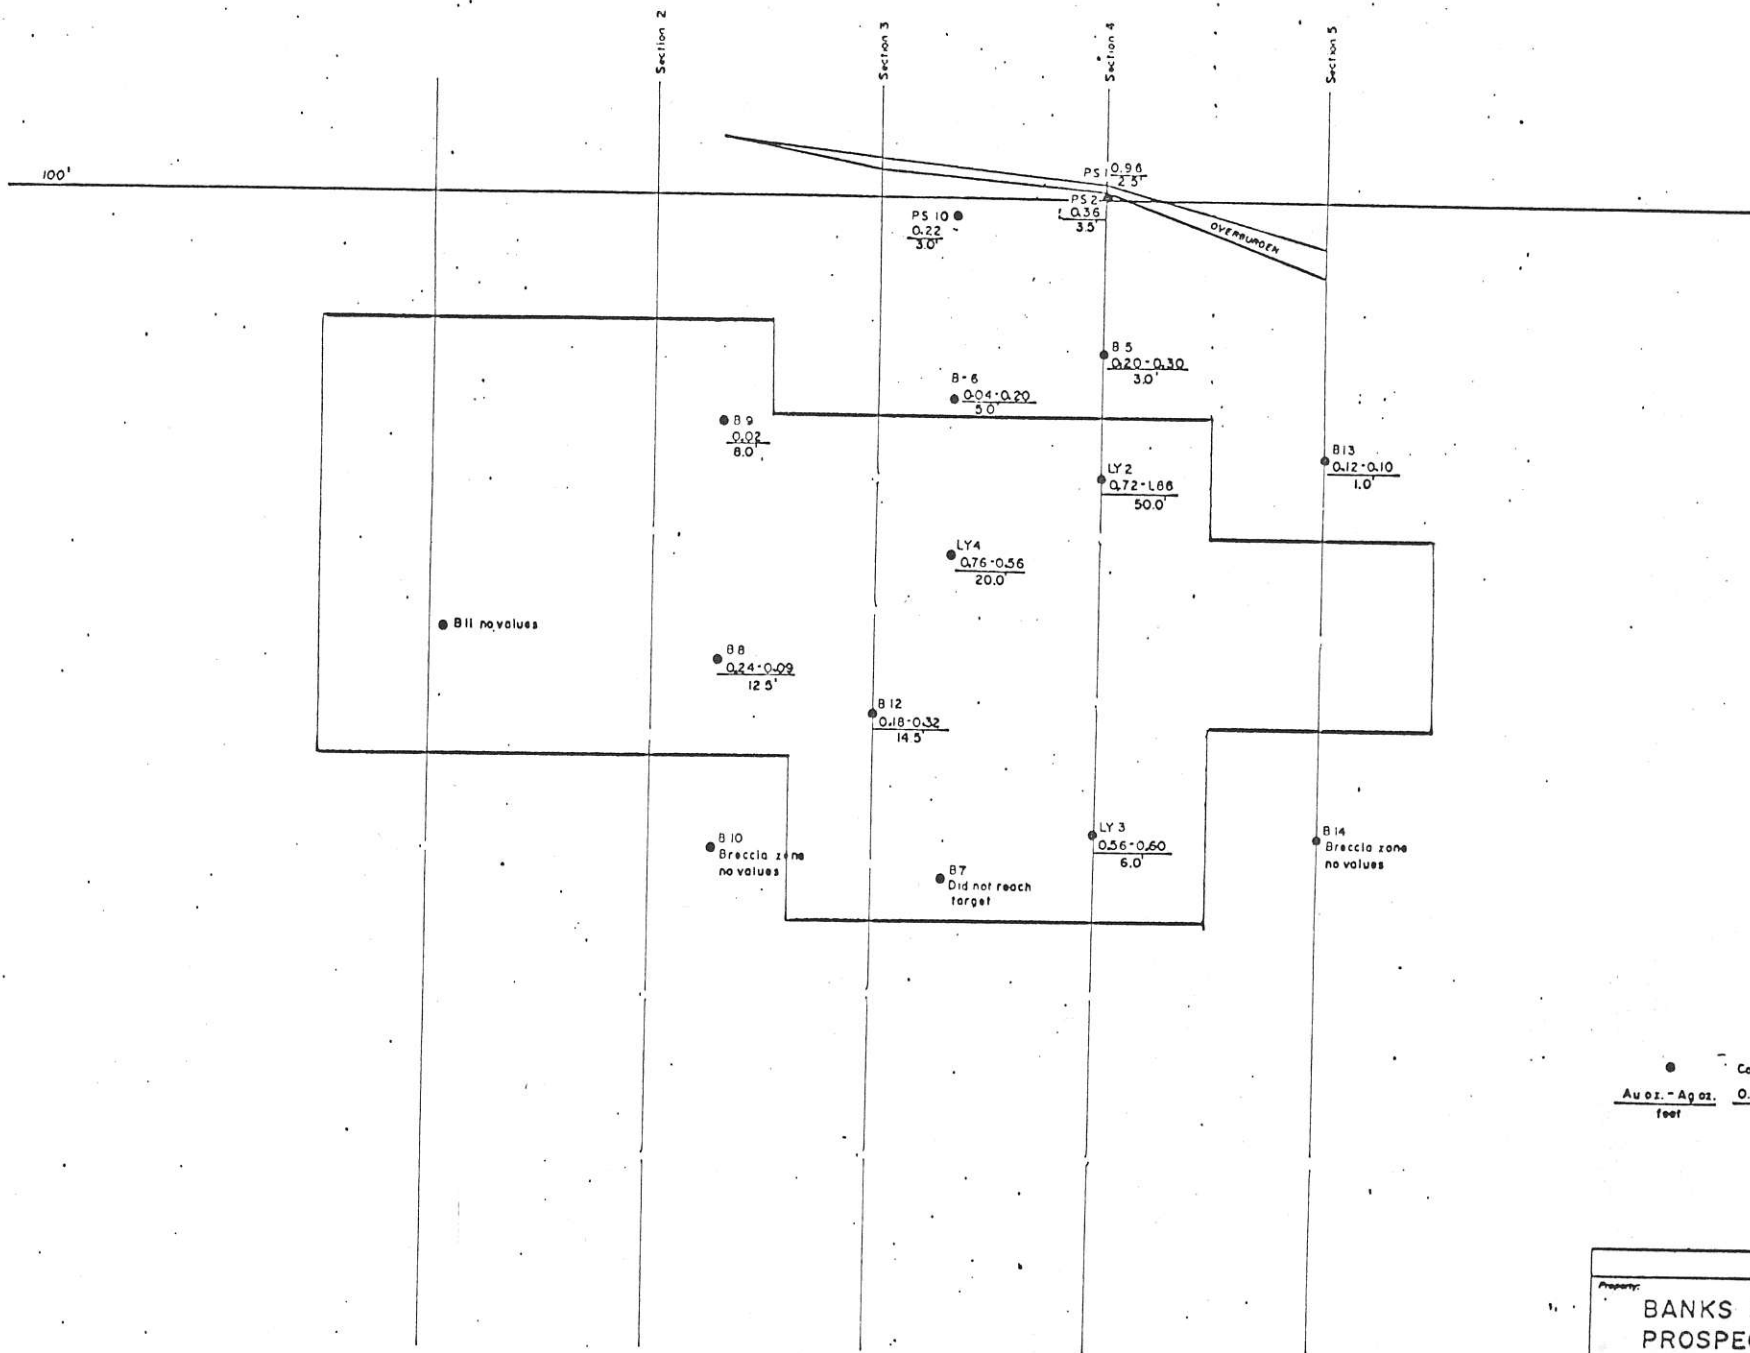 Section 2
Section 3
Section 4
Section 5
100'
PS 1 0.96
2.5'
PS 2
0.36
3.5'
PS 10
0.22
3.0'
OVERBURDEN
B 5
0.20-0.30
3.0'
B-6
0.04-0.20
5.0'
B 9
0.02
8.0'
B13
0.12-0.10
1.0'
LY 2
0.72-1.86
50.0'
LY4
0.76-0.56
20.0'
B11 no values
B8
0.24-0.09
12.5'
B 12
0.18-0.32
14.5'
B 10
Breccia zone
no values
B7
Did not reach
target
LY 3
0.56-0.60
6.0'
B 14
Breccia zone
no values
Au oz. - Ag oz.
feet
Property:
BANKS